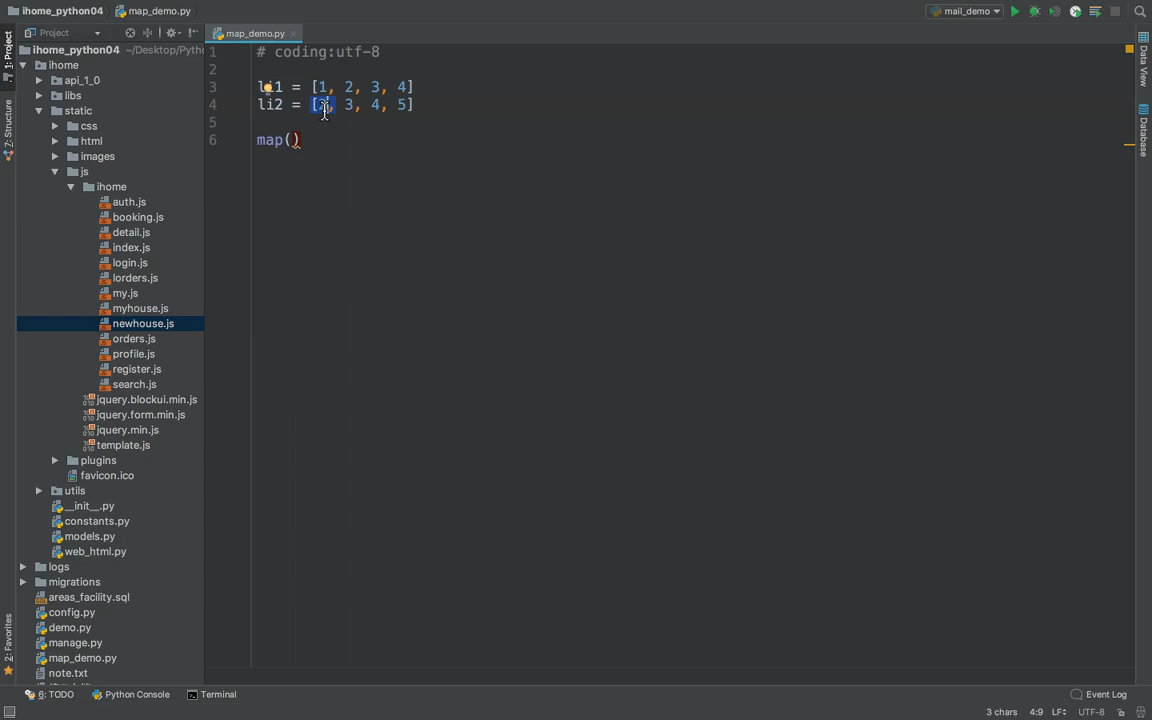 ihome_python04 map_demo.py
mail_demo
Project
map_demo.py
1: Project
Z: Structure
2: Favorites
ihome_python04 ~/Desktop/Pytho
ihome
api_1_0
libs
static
css
html
images
js
ihome
auth.js
booking.js
detail.js
index.js
login.js
lorders.js
my.js
myhouse.js
newhouse.js
orders.js
profile.js
register.js
search.js
jquery.blockui.min.js
jquery.form.min.js
jquery.min.js
template.js
plugins
favicon.ico
utils
__init__.py
constants.py
models.py
web_html.py
logs
migrations
areas_facility.sql
config.py
demo.py
manage.py
map_demo.py
note.txt
1 # coding:utf-8
2
3 li1 = [1, 2, 3, 4]
4 li2 = [2, 3, 4, 5]
5
6 map()
Data View
Database
6: TODO Python Console Terminal
Event Log
3 chars 4:9 LF÷ UTF-8